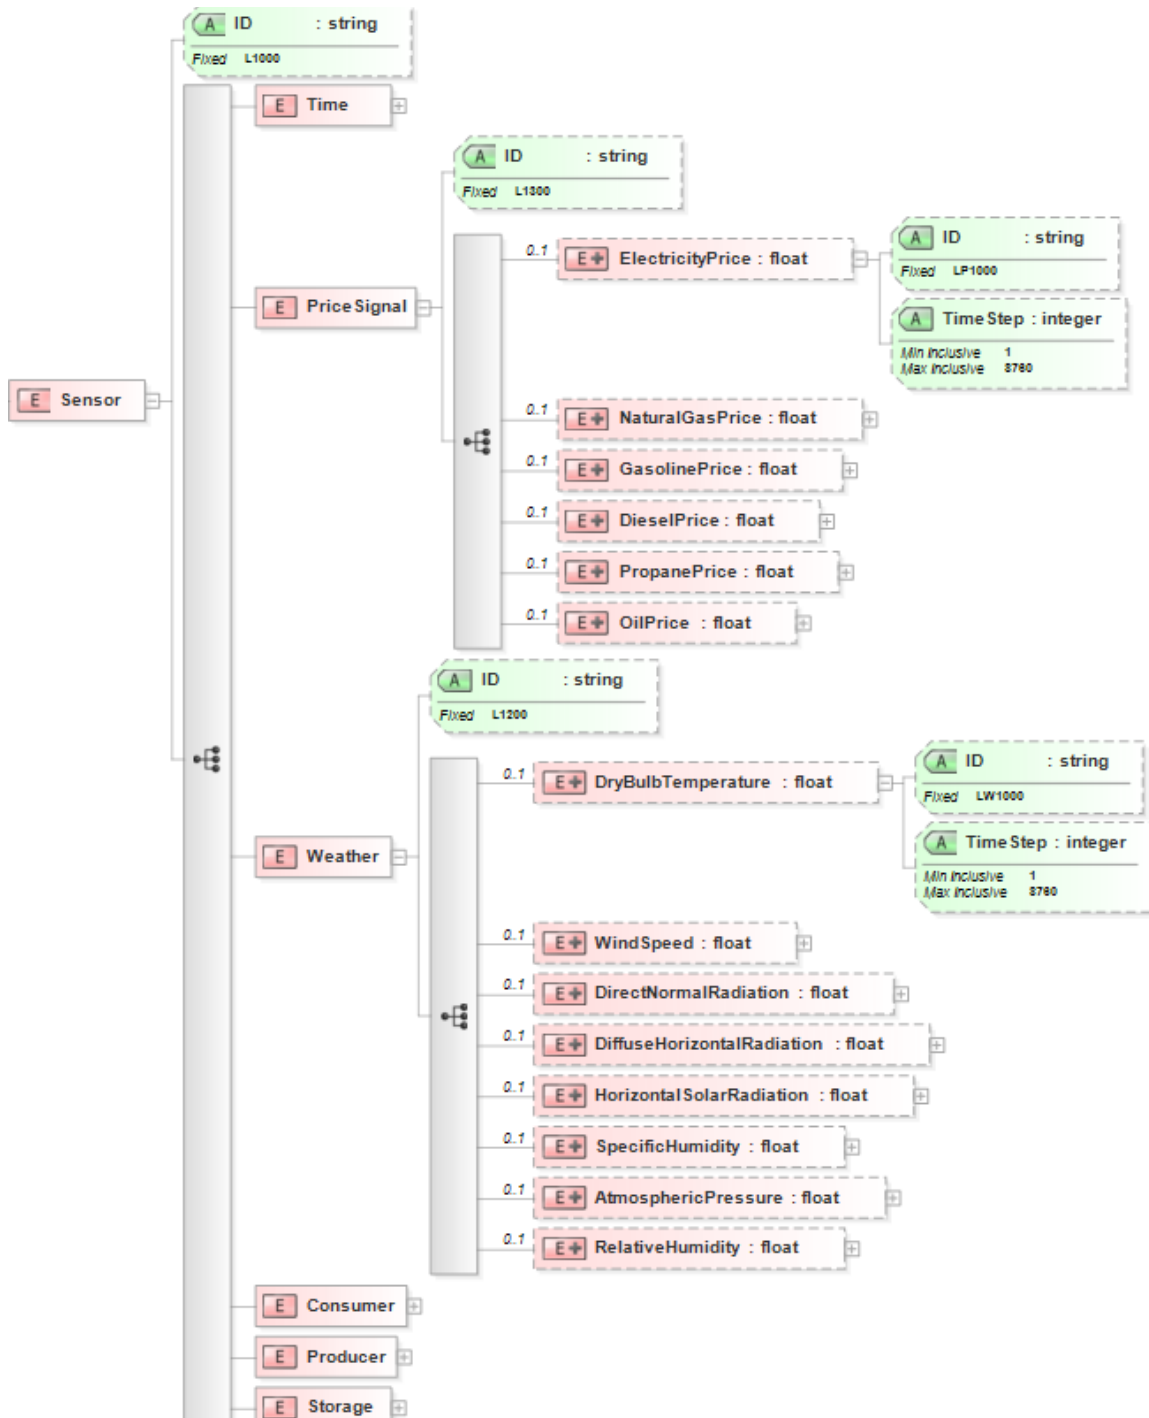 A ID : string
Fixed L1000
E Time
A ID : string
Fixed L1300
0..1 E ElectricityPrice : float
A ID : string
Fixed LP1000
E PriceSignal
A TimeStep : integer
Min Inclusive 1
Max Inclusive 8760
E Sensor
0..1 E NaturalGasPrice : float
0..1 E GasolinePrice : float
0..1 E DieselPrice : float
0..1 E PropanePrice : float
0..1 E OilPrice : float
A ID : string
Fixed L1200
0..1 E DryBulbTemperature : float
A ID : string
Fixed LW1000
E Weather
A TimeStep : integer
Min Inclusive 1
Max Inclusive 8760
0..1 E WindSpeed : float
0..1 E DirectNormalRadiation : float
0..1 E DiffuseHorizontalRadiation : float
0..1 E HorizontalSolarRadiation : float
0..1 E SpecificHumidity : float
0..1 E AtmosphericPressure : float
0..1 E RelativeHumidity : float
E Consumer
E Producer
E Storage